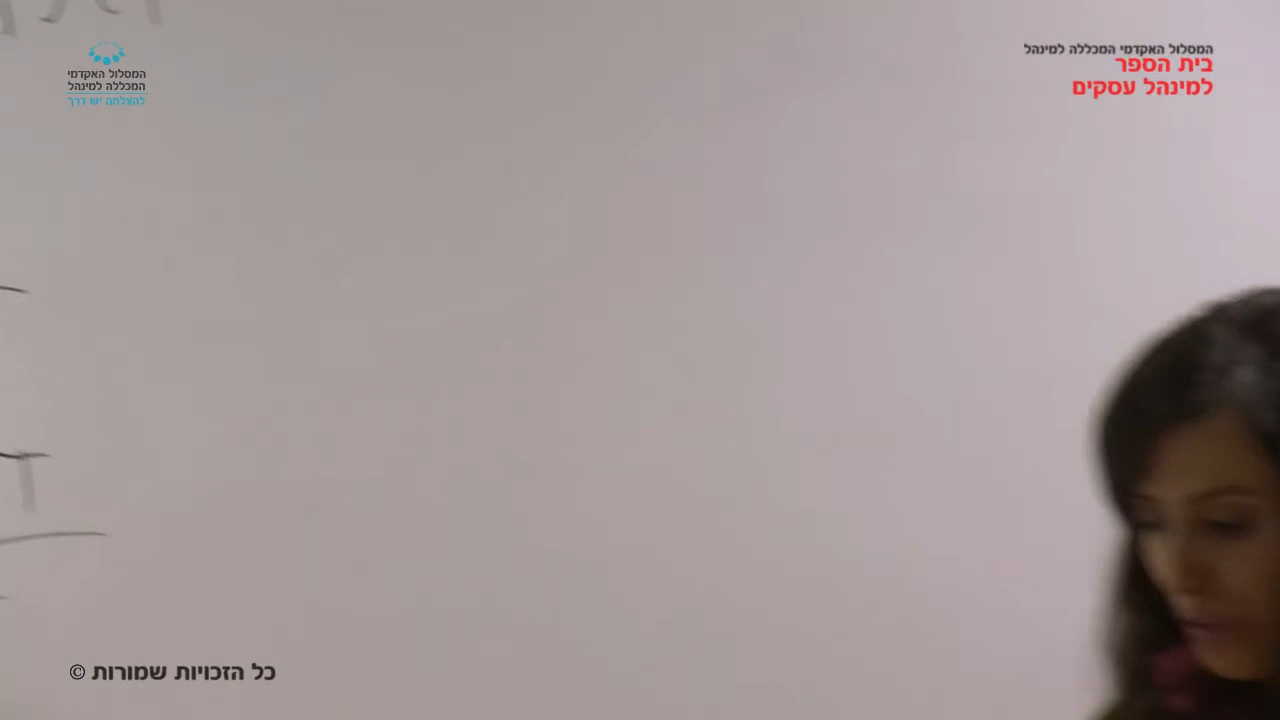 המסלול האקדמי המכללה למינהל
בית הספר
למינהל עסקים
המסלול האקדמי
המכללה למינהל
להצלחה יש דרך
כל הזכויות שמורות ©